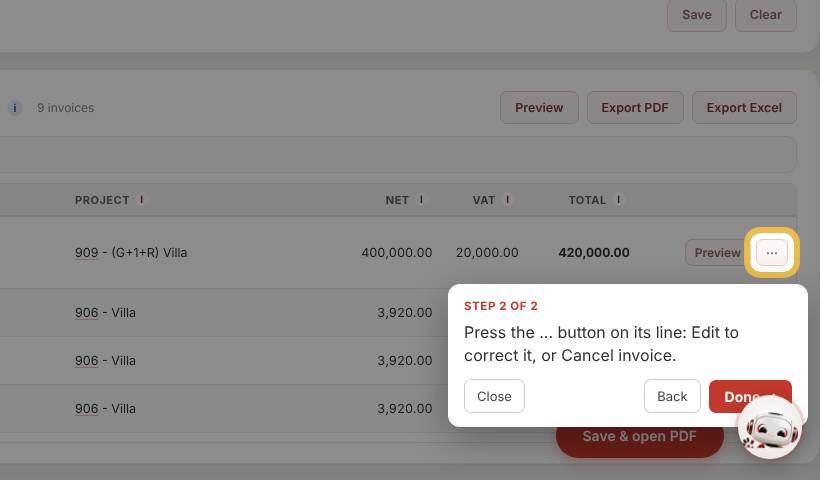 Save Clear
i 9 invoices Preview Export PDF Export Excel
PROJECT i NET i VAT i TOTAL i
909 - (G+1+R) Villa 400,000.00 20,000.00 420,000.00 Preview ...
906 - Villa 3,920.00
STEP 2 OF 2
Press the ... button on its line: Edit to
correct it, or Cancel invoice.
906 - Villa 3,920.00
Close Back Done
906 - Villa 3,920.00
Save & open PDF